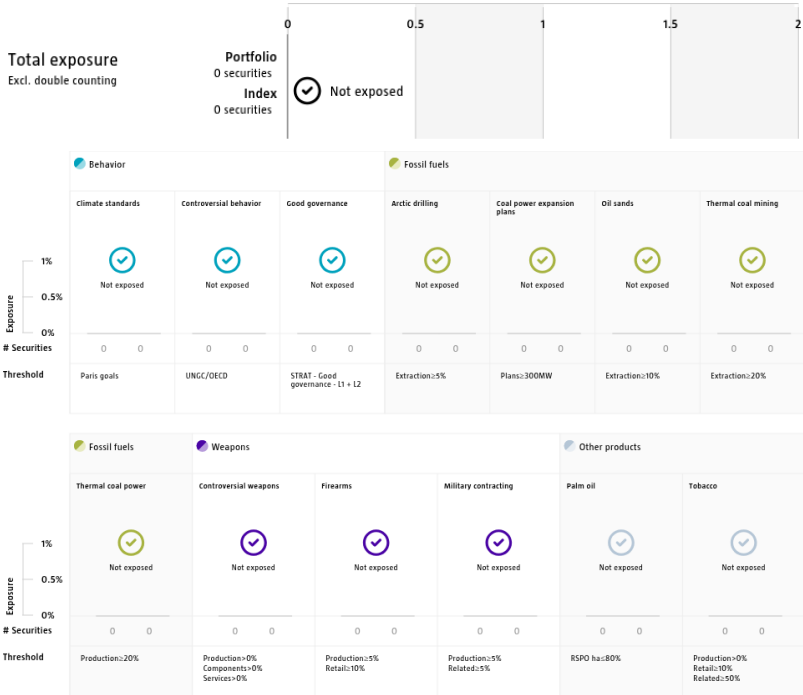 0 0.5 1 1.5 2
Total exposure
Excl. double counting
Portfolio
0 securities
Index
0 securities
Not exposed
Behavior Fossil fuels
Climate standards Controversial behavior Good governance Arctic drilling Coal power expansion plans Oil sands Thermal coal mining
Not exposed Not exposed Not exposed Not exposed Not exposed Not exposed Not exposed
Exposure
1%
0.5%
0%
# Securities 0 0 0 0 0 0 0 0 0 0 0 0 0 0
Threshold Paris goals UNGC/OECD STRAT - Good governance - L1 + L2 Extraction≥5% Plans≥300MW Extraction≥10% Extraction≥20%
Fossil fuels Weapons Other products
Thermal coal power Controversial weapons Firearms Military contracting Palm oil Tobacco
Not exposed Not exposed Not exposed Not exposed Not exposed Not exposed
Exposure
1%
0.5%
0%
# Securities 0 0 0 0 0 0 0 0 0 0 0 0
Threshold Production≥20% Production>0% Production≥5% Production≥5% RSPO ha≤80% Production>0%
Components>0% Retail≥10% Related≥5% Retail≥10%
Services>0% Related≥50%